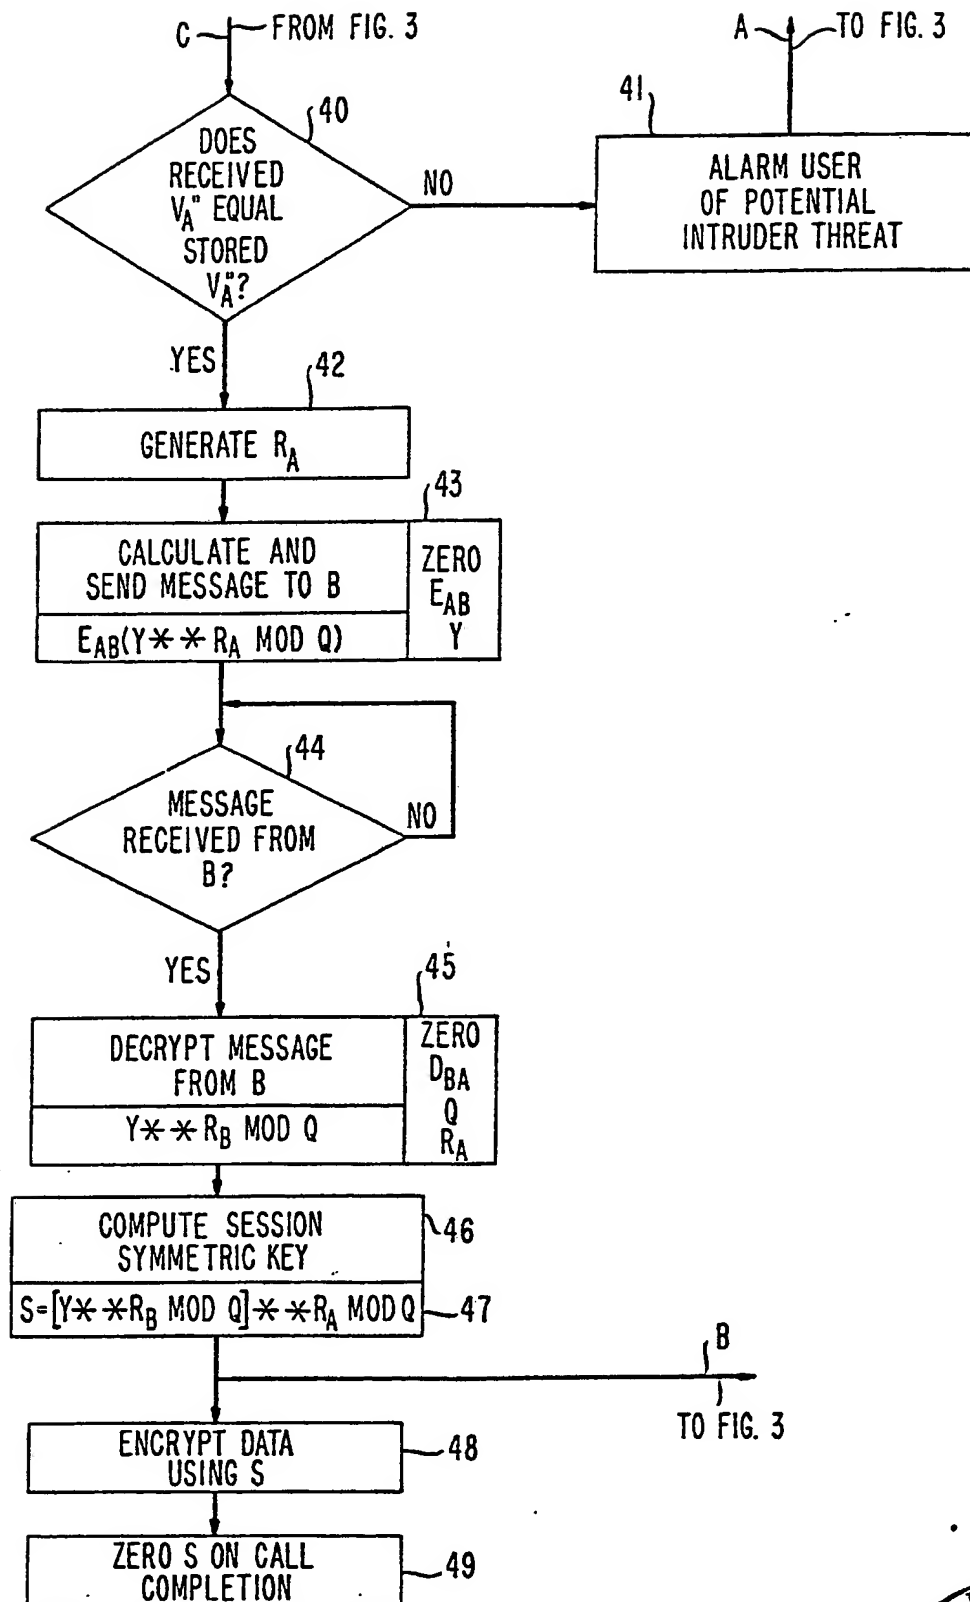 C
FROM FIG. 3
A
TO FIG. 3
40
DOES
RECEIVED
V_A" EQUAL
STORED
V_A"?
NO
41
ALARM USER
OF POTENTIAL
INTRUDER THREAT
YES
42
GENERATE R_A
43
CALCULATE AND
SEND MESSAGE TO B
E_AB(Y**R_A MOD Q)
ZERO
E_AB
Y
44
MESSAGE
RECEIVED FROM
B?
NO
YES
45
DECRYPT MESSAGE
FROM B
Y**R_B MOD Q
ZERO
D_BA
Q
R_A
COMPUTE SESSION
SYMMETRIC KEY
46
S=[Y**R_B MOD Q]**R_A MOD Q
47
B
TO FIG. 3
ENCRYPT DATA
USING S
48
ZERO S ON CALL
COMPLETION
49